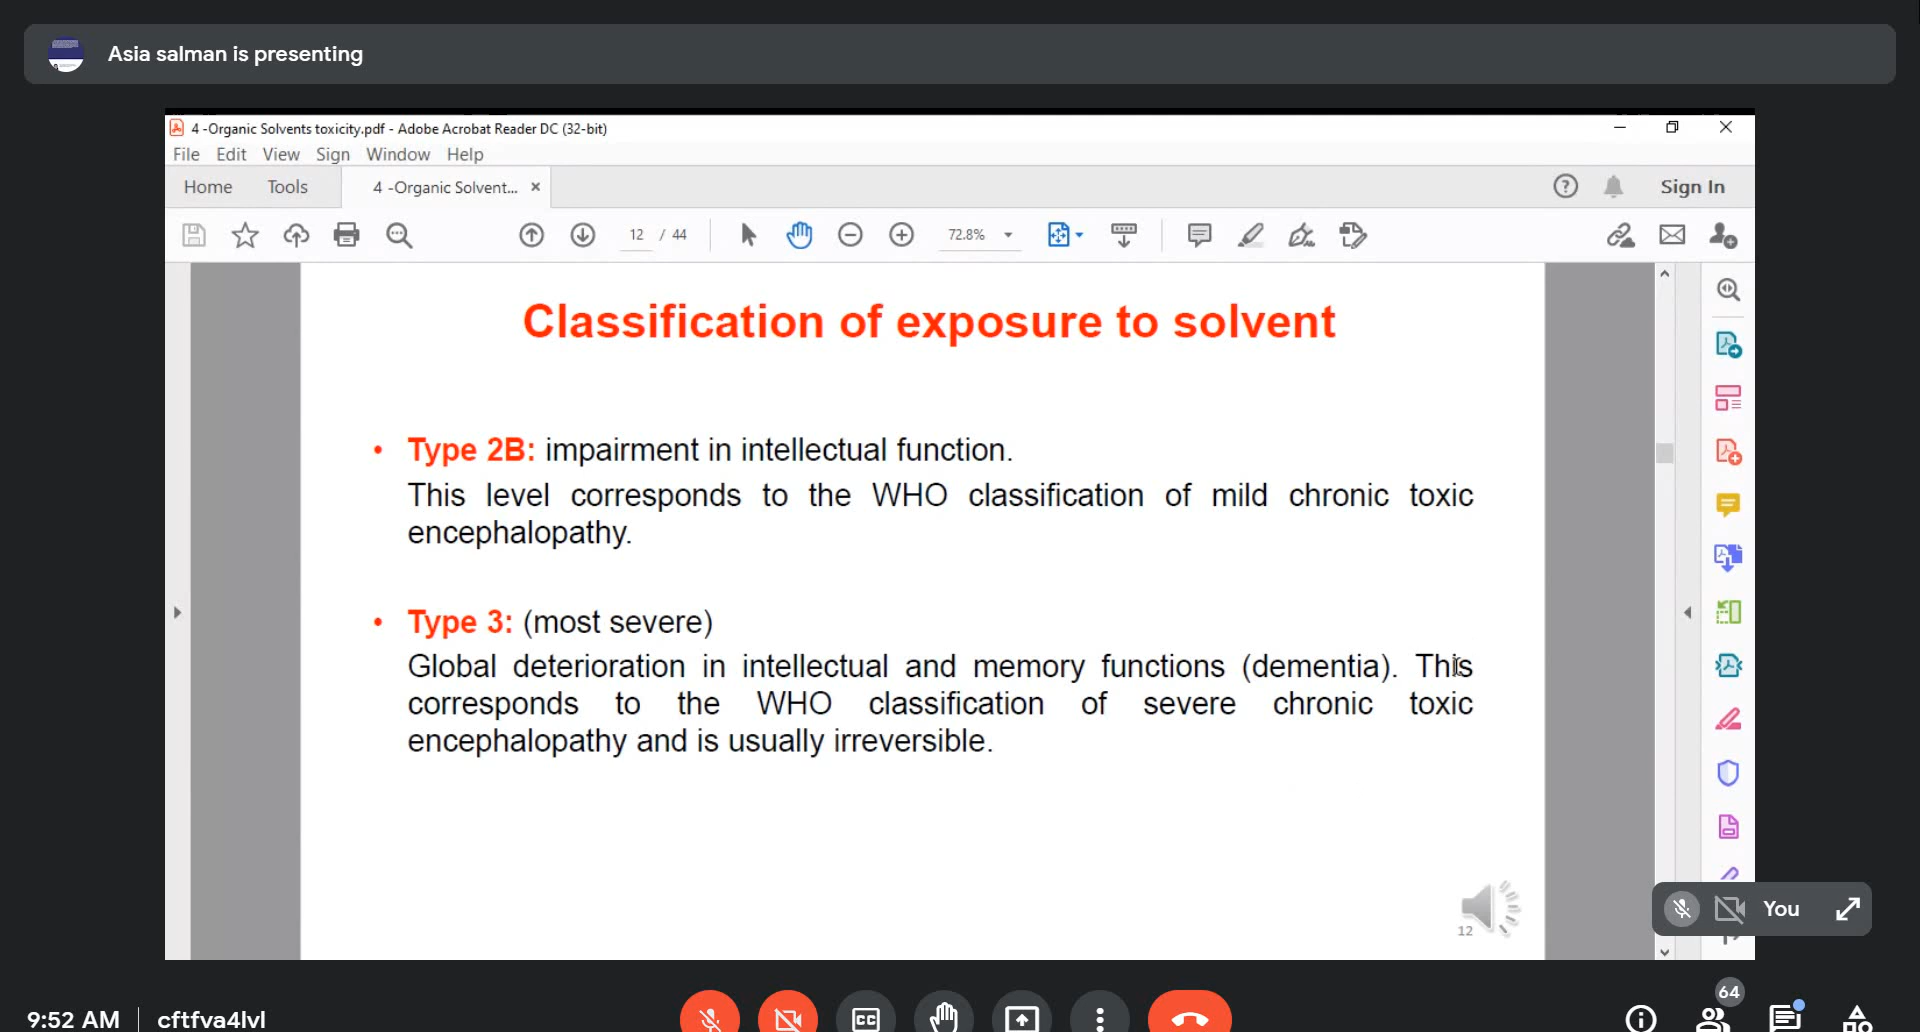 Asia salman is presenting
4 -Organic Solvents toxicity.pdf - Adobe Acrobat Reader DC (32-bit)
File Edit View Sign Window Help
Home Tools 4 -Organic Solvent... × Sign In
12 / 44 72.8%
Classification of exposure to solvent
• Type 2B: impairment in intellectual function.
This level corresponds to the WHO classification of mild chronic toxic
encephalopathy.
• Type 3: (most severe)
Global deterioration in intellectual and memory functions (dementia). This
corresponds to the WHO classification of severe chronic toxic
encephalopathy and is usually irreversible.
12
You
64
9:52 AM | cftfva4lvl
CC